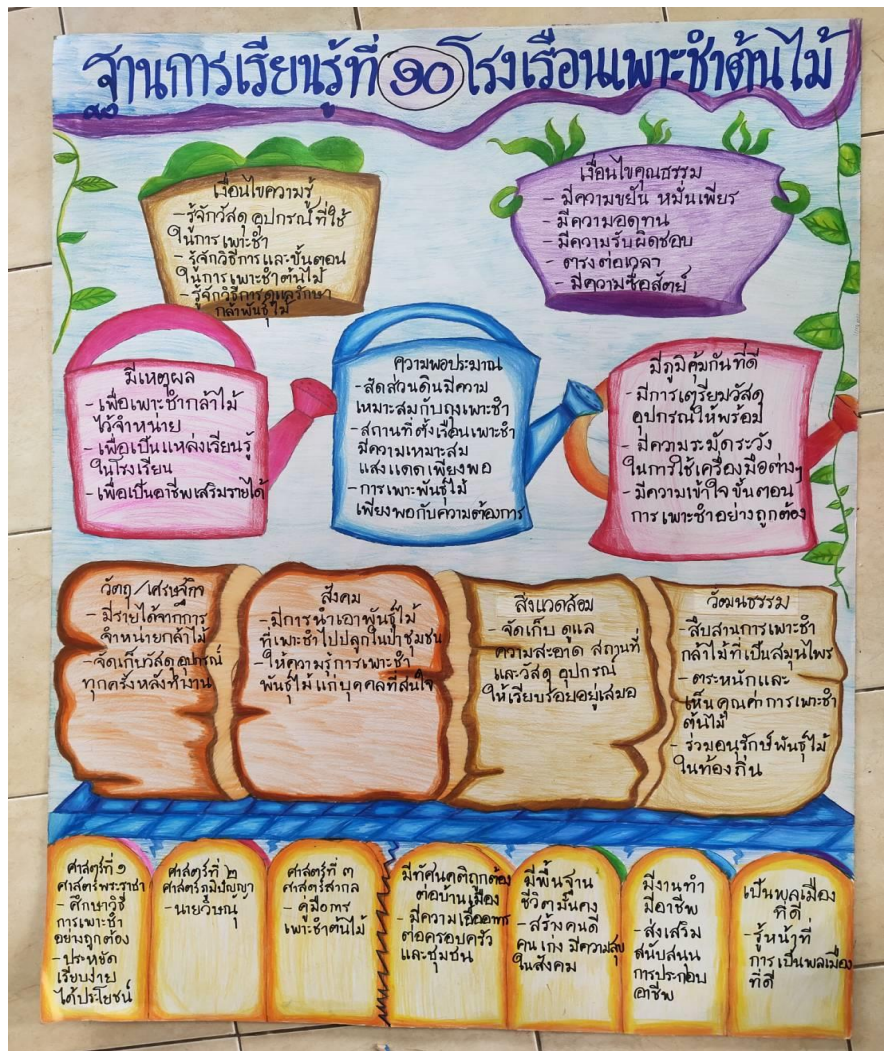 ฐานการเรียนรู้ที่ ๑๐ โรงเรือนเพาะชำต้นไม้
เงื่อนไขความรู้
- รู้จักวัสดุ อุปกรณ์ ที่ใช้
ในการเพาะชำ
- รู้จักวิธีการและขั้นตอน
ในการเพาะชำต้นไม้
- รู้จักวิธีการดูแลรักษา
กล้าพันธุ์ไม้
เงื่อนไขคุณธรรม
- มีความขยัน หมั่นเพียร
- มีความอดทน
- มีความรับผิดชอบ
- ตรงต่อเวลา
- มีความซื่อสัตย์
มีเหตุผล
- เพื่อเพาะชำกล้าไม้
ไว้จำหน่าย
- เพื่อเป็นแหล่งเรียนรู้
ในโรงเรียน
- เพื่อเป็นอาชีพเสริมรายได้
ความพอประมาณ
- สัดส่วนดินมีความ
เหมาะสมกับถุงเพาะชำ
- สถานที่ตั้งเรือนเพาะชำ
มีความเหมาะสม
แสงแดดเพียงพอ
- การเพาะพันธุ์ไม้
เพียงพอกับความต้องการ
มีภูมิคุ้มกันที่ดี
- มีการเตรียมวัสดุ
อุปกรณ์ให้พร้อม
- มีความระมัดระวัง
ในการใช้เครื่องมือต่างๆ
- มีความเข้าใจขั้นตอน
การเพาะชำอย่างถูกต้อง
วัตถุ/เศรษฐกิจ
- มีรายได้จากการ
จำหน่ายกล้าไม้
- จัดเก็บวัสดุอุปกรณ์
ทุกครั้งหลังทำงาน
สังคม
- มีการนำเอาพันธุ์ไม้
ที่เพาะชำไปปลูกในป่าชุมชน
- ให้ความรู้การเพาะชำ
พันธุ์ไม้แก่บุคคลที่สนใจ
สิ่งแวดล้อม
- จัดเก็บ ดูแล
ความสะอาด สถานที่
และวัสดุ อุปกรณ์
ให้เรียบร้อยอยู่เสมอ
วัฒนธรรม
- สืบสานการเพาะชำ
กล้าไม้ที่เป็นสมุนไพร
- ตระหนักและ
เห็นคุณค่าการเพาะชำ
ต้นไม้
- ร่วมอนุรักษ์พันธุ์ไม้
ในท้องถิ่น
ศาสตร์ที่ ๑
ศาสตร์พระราชา
- ศึกษาวิธี
การเพาะชำ
อย่างถูกต้อง
- ประหยัด
เรียบง่าย
ได้ประโยชน์
ศาสตร์ที่ ๒
ศาสตร์ภูมิปัญญา
- นายวิษณุ
ศาสตร์ที่ ๓
ศาสตร์สากล
- คู่มือการ
เพาะชำต้นไม้
มีทัศนคติถูกต้อง
ต่อบ้านเมือง
- มีความเอื้ออาทร
ต่อครอบครัว
และชุมชน
มีพื้นฐาน
ชีวิตมั่นคง
- สร้างคนดี
คนเก่ง มีความสุข
ในสังคม
มีงานทำ
มีอาชีพ
- ส่งเสริม
สนับสนุน
การประกอบ
อาชีพ
เป็นพลเมือง
ที่ดี
- รู้หน้าที่
การเป็นพลเมือง
ที่ดี